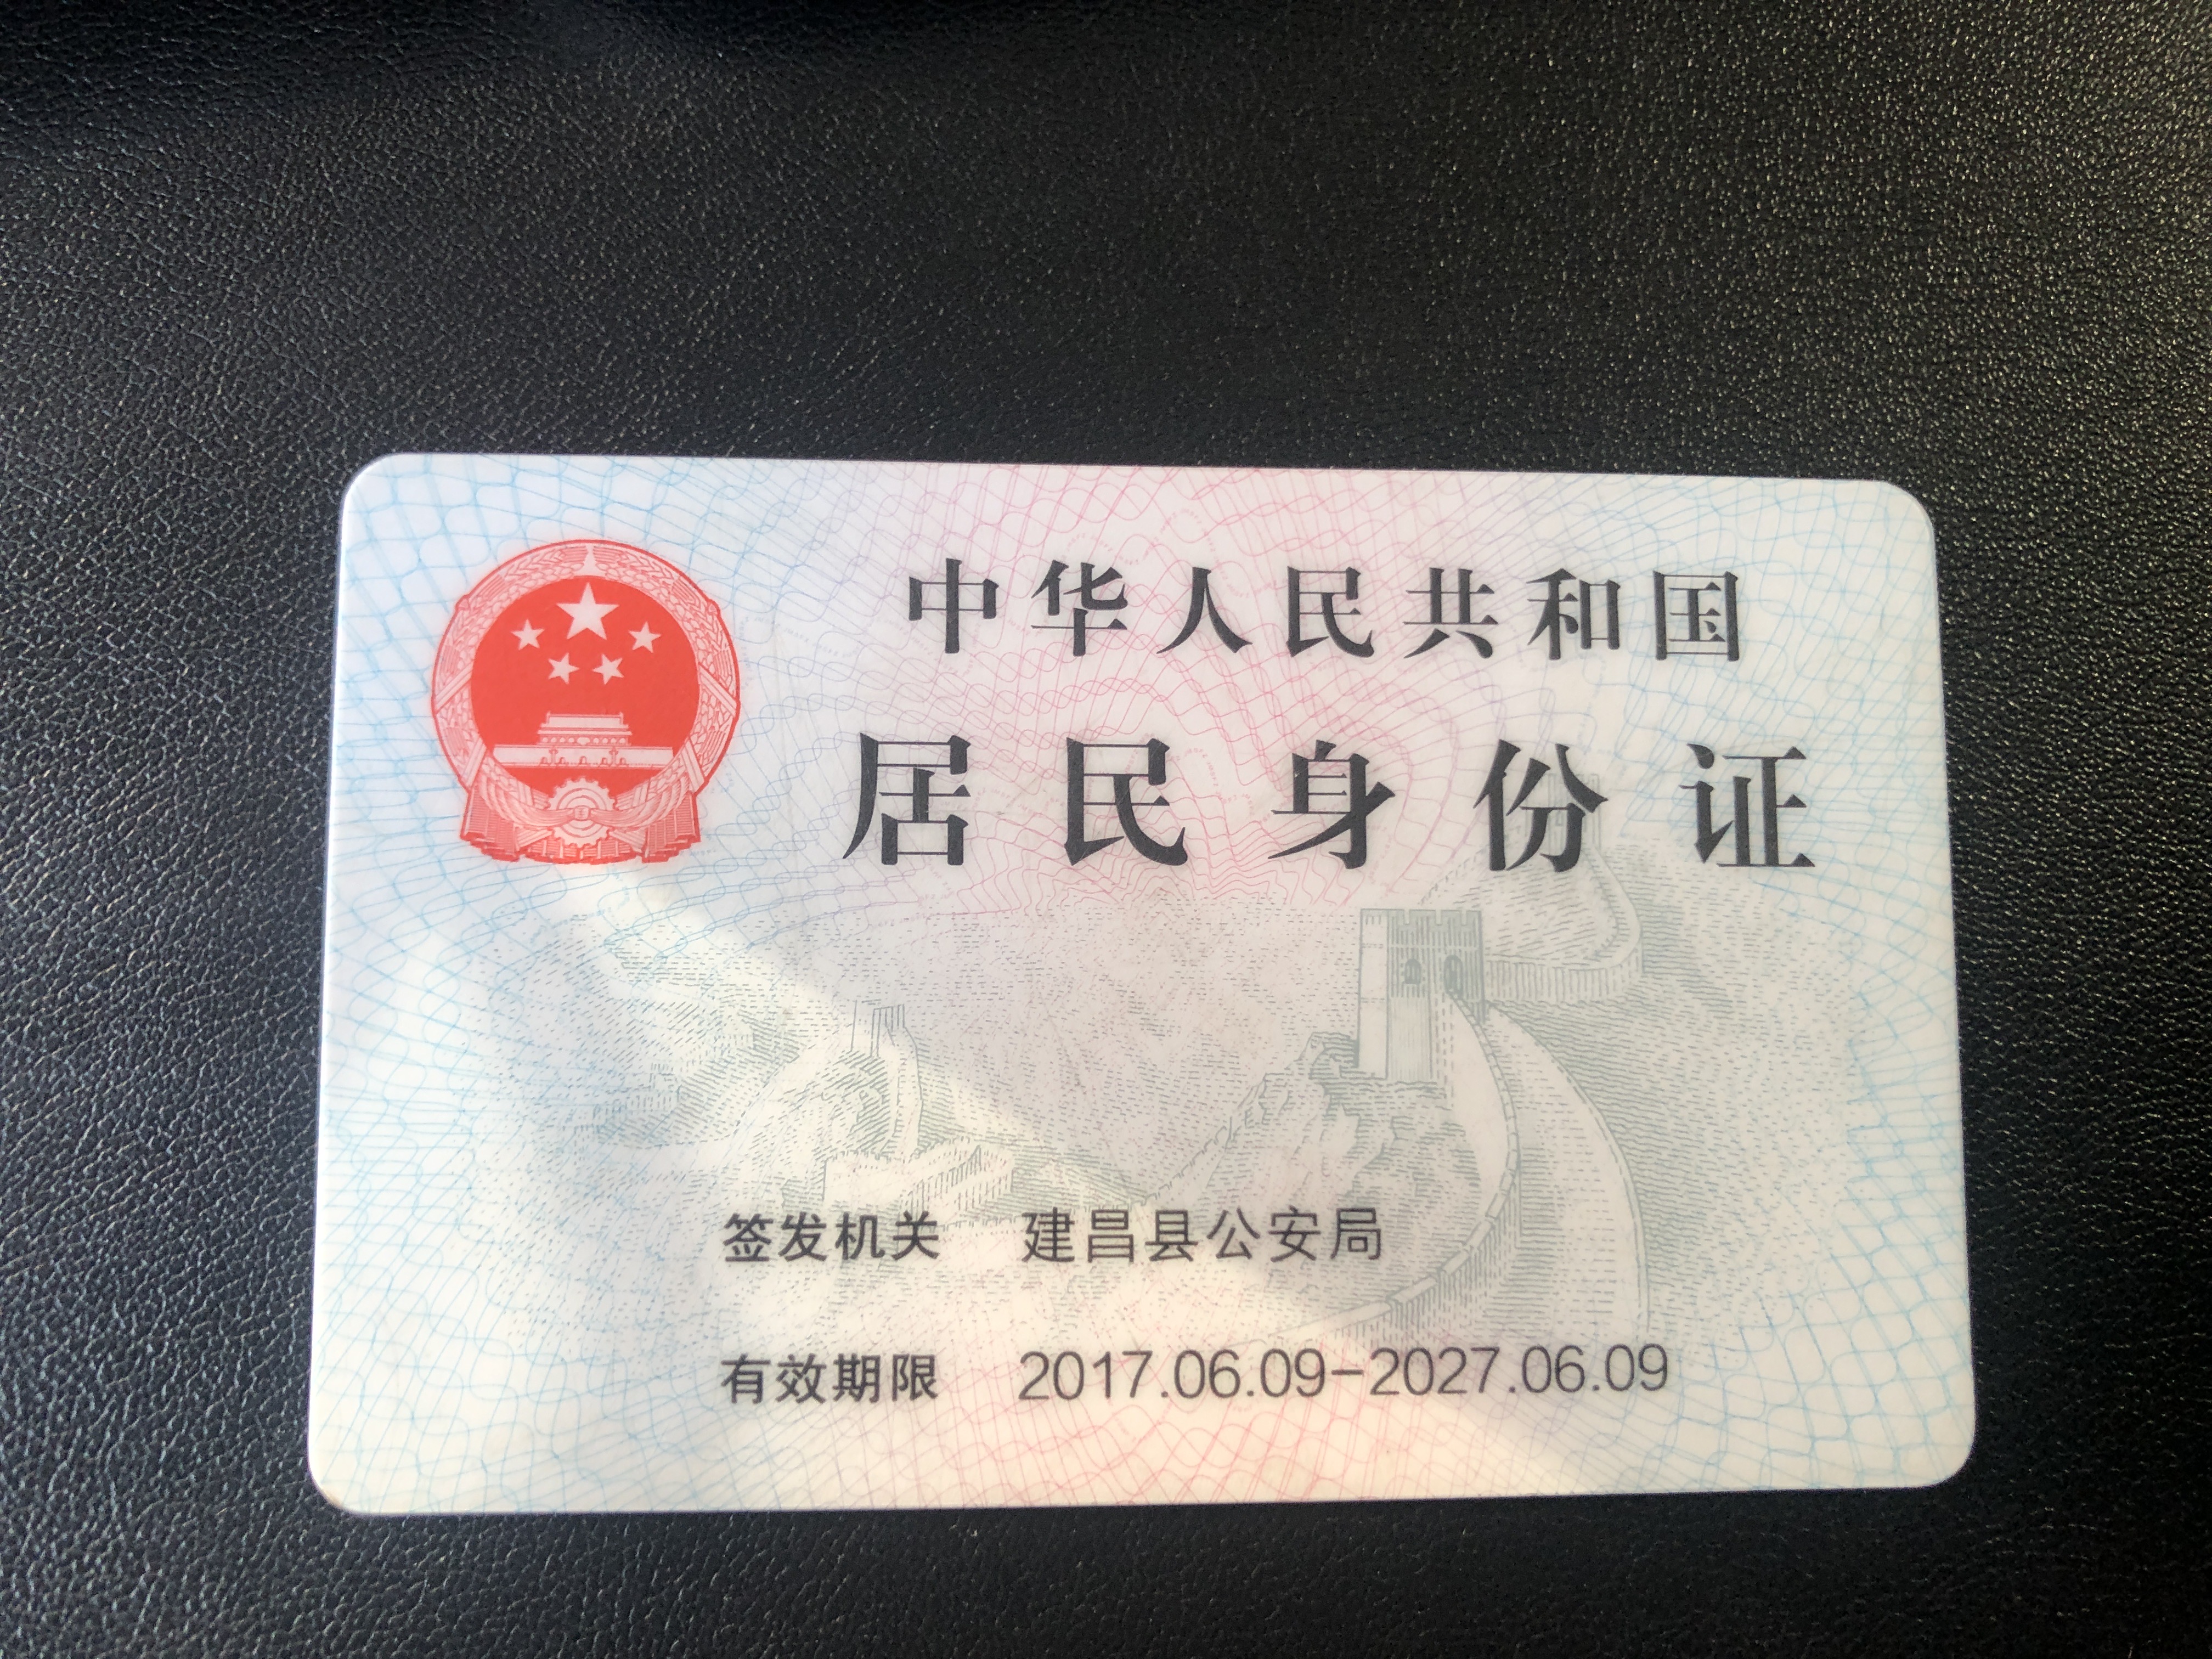 中华人民共和国
居民身份证
签发机关 建昌县公安局
有效期限 2017.06.09-2027.06.09